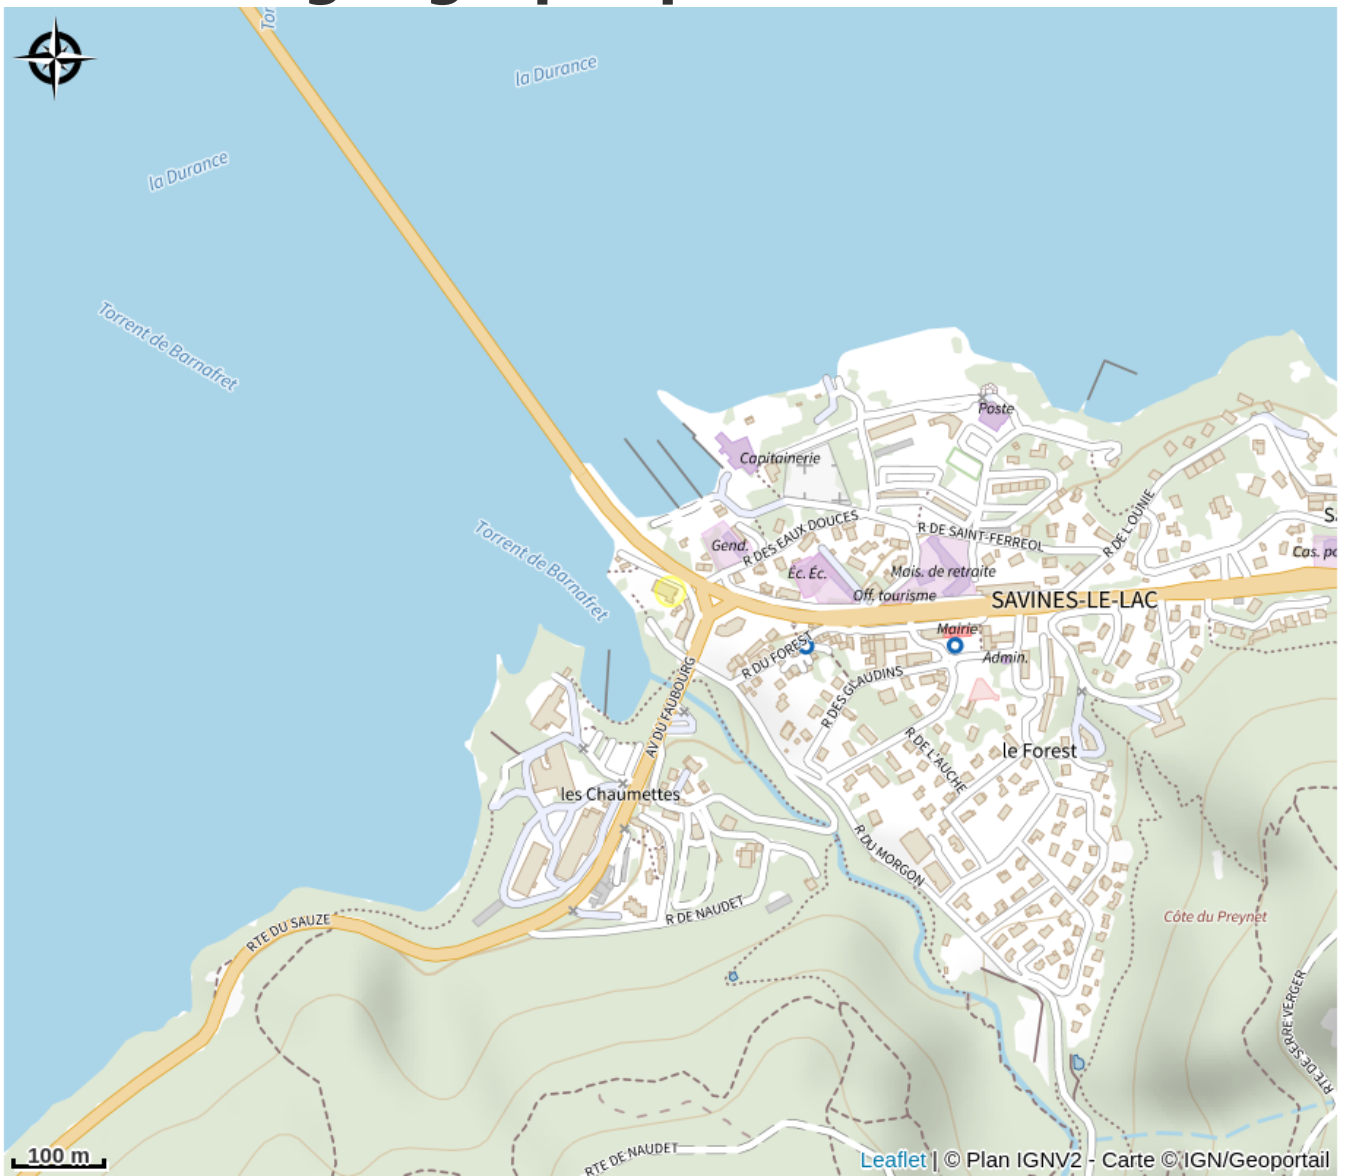 la Durance
la Durance
Torrent de Barnafret
Torrent de Barnafret
Poste
Capitainerie
R DE L'OUNIE
R DES EAUX DOUCES
R DE SAINT-FERREOL
Gend.
Éc. Éc.
Mais. de retraite
Off. tourisme
SAVINES-LE-LAC
Mairie
Admin.
R DU FOREST
R DES GLAUDINS
AV DU FAUBOURG
R DE L'AUCHE
le Forest
les Chaumettes
R DU MORGON
R DE NAUDET
RTE DU SAUZE
Côte du Preynet
RTE DE SERRE VERGER
RTE DE NAUDET
100 m
Leaflet | © Plan IGNV2 - Carte © IGN/Geoportail